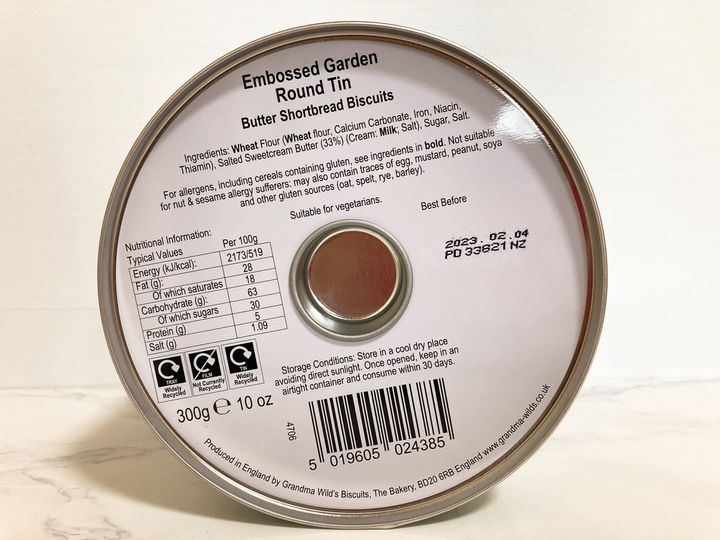 Embossed Garden
Round Tin
Butter Shortbread Biscuits
Ingredients: Wheat Flour (Wheat flour, Calcium Carbonate, Iron, Niacin,
Thiamin), Salted Sweetcream Butter (33%) (Cream: Milk; Salt), Sugar, Salt.
For allergens, including cereals containing gluten, see ingredients in bold. Not suitable
for nut & sesame allergy sufferers: may also contain traces of egg, mustard, peanut, soya
and other gluten sources (oat, spelt, rye, barley).
Suitable for vegetarians.
Best Before
2023. 02. 04
PD 33821 NZ
Nutritional Information:
Typical Values Per 100g
Energy (kJ/kcal): 2173/519
Fat (g): 28
Of which saturates 18
Carbohydrate (g): 63
Of which sugars 30
Protein (g) 5
Salt (g) 1.09
TRAY
Widely
Recycled
FILM
Not Currently
Recycled
TIN
Widely
Recycled
300g e 10 oz
Storage Conditions: Store in a cool dry place
avoiding direct sunlight. Once opened, keep in an
airtight container and consume within 30 days.
4706
5 019605 024385
Produced in England by Grandma Wild's Biscuits, The Bakery, BD20 6RB England www.grandma-wilds.co.uk